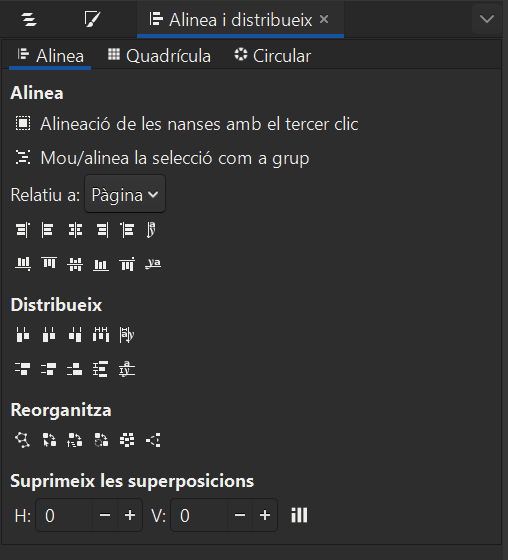 Alinea i distribueix
Alinea Quadrícula Circular
Alinea
Alineació de les nanses amb el tercer clic
Mou/alinea la selecció com a grup
Relatiu a: Pàgina
Distribueix
Reorganitza
Suprimeix les superposicions
H: 0 − + V: 0 − +